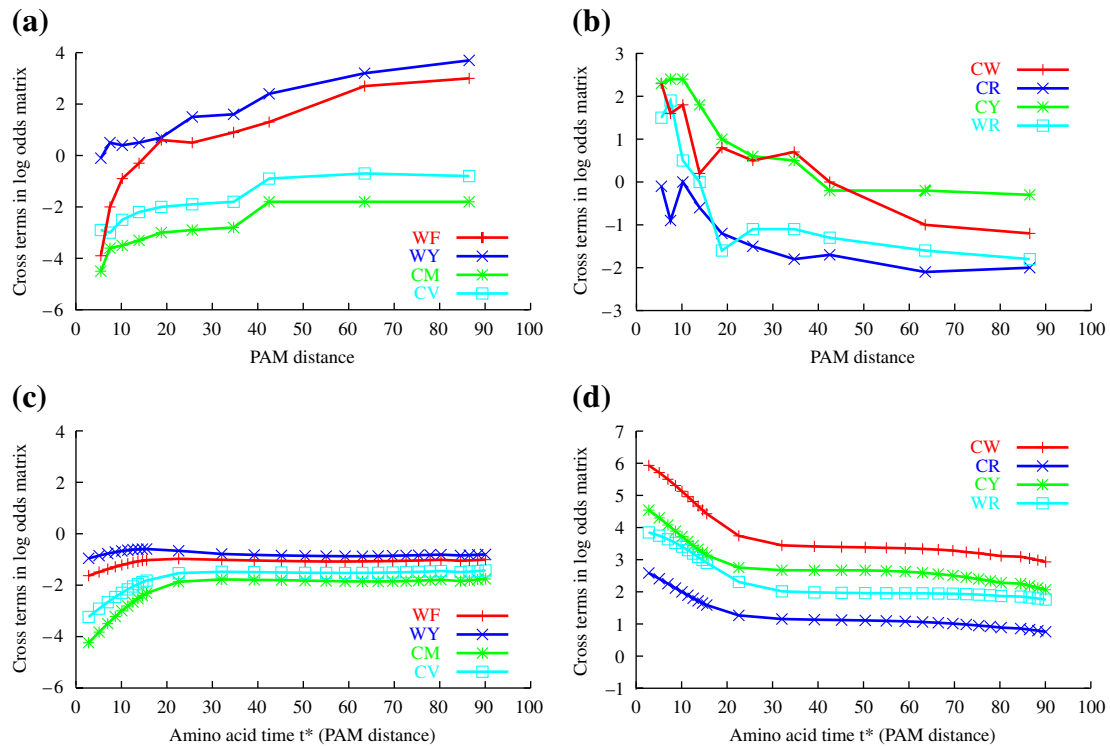 (a)
Cross terms in log odds matrix
4
2
0
−2
−4
−6
WF
WY
CM
CV
0 10 20 30 40 50 60 70 80 90 100
PAM distance
(b)
Cross terms in log odds matrix
3
2
1
0
−1
−2
−3
CW
CR
CY
WR
0 10 20 30 40 50 60 70 80 90 100
PAM distance
(c)
Cross terms in log odds matrix
4
2
0
−2
−4
−6
WF
WY
CM
CV
0 10 20 30 40 50 60 70 80 90 100
Amino acid time t* (PAM distance)
(d)
Cross terms in log odds matrix
7
6
5
4
3
2
1
0
−1
CW
CR
CY
WR
0 10 20 30 40 50 60 70 80 90 100
Amino acid time t* (PAM distance)